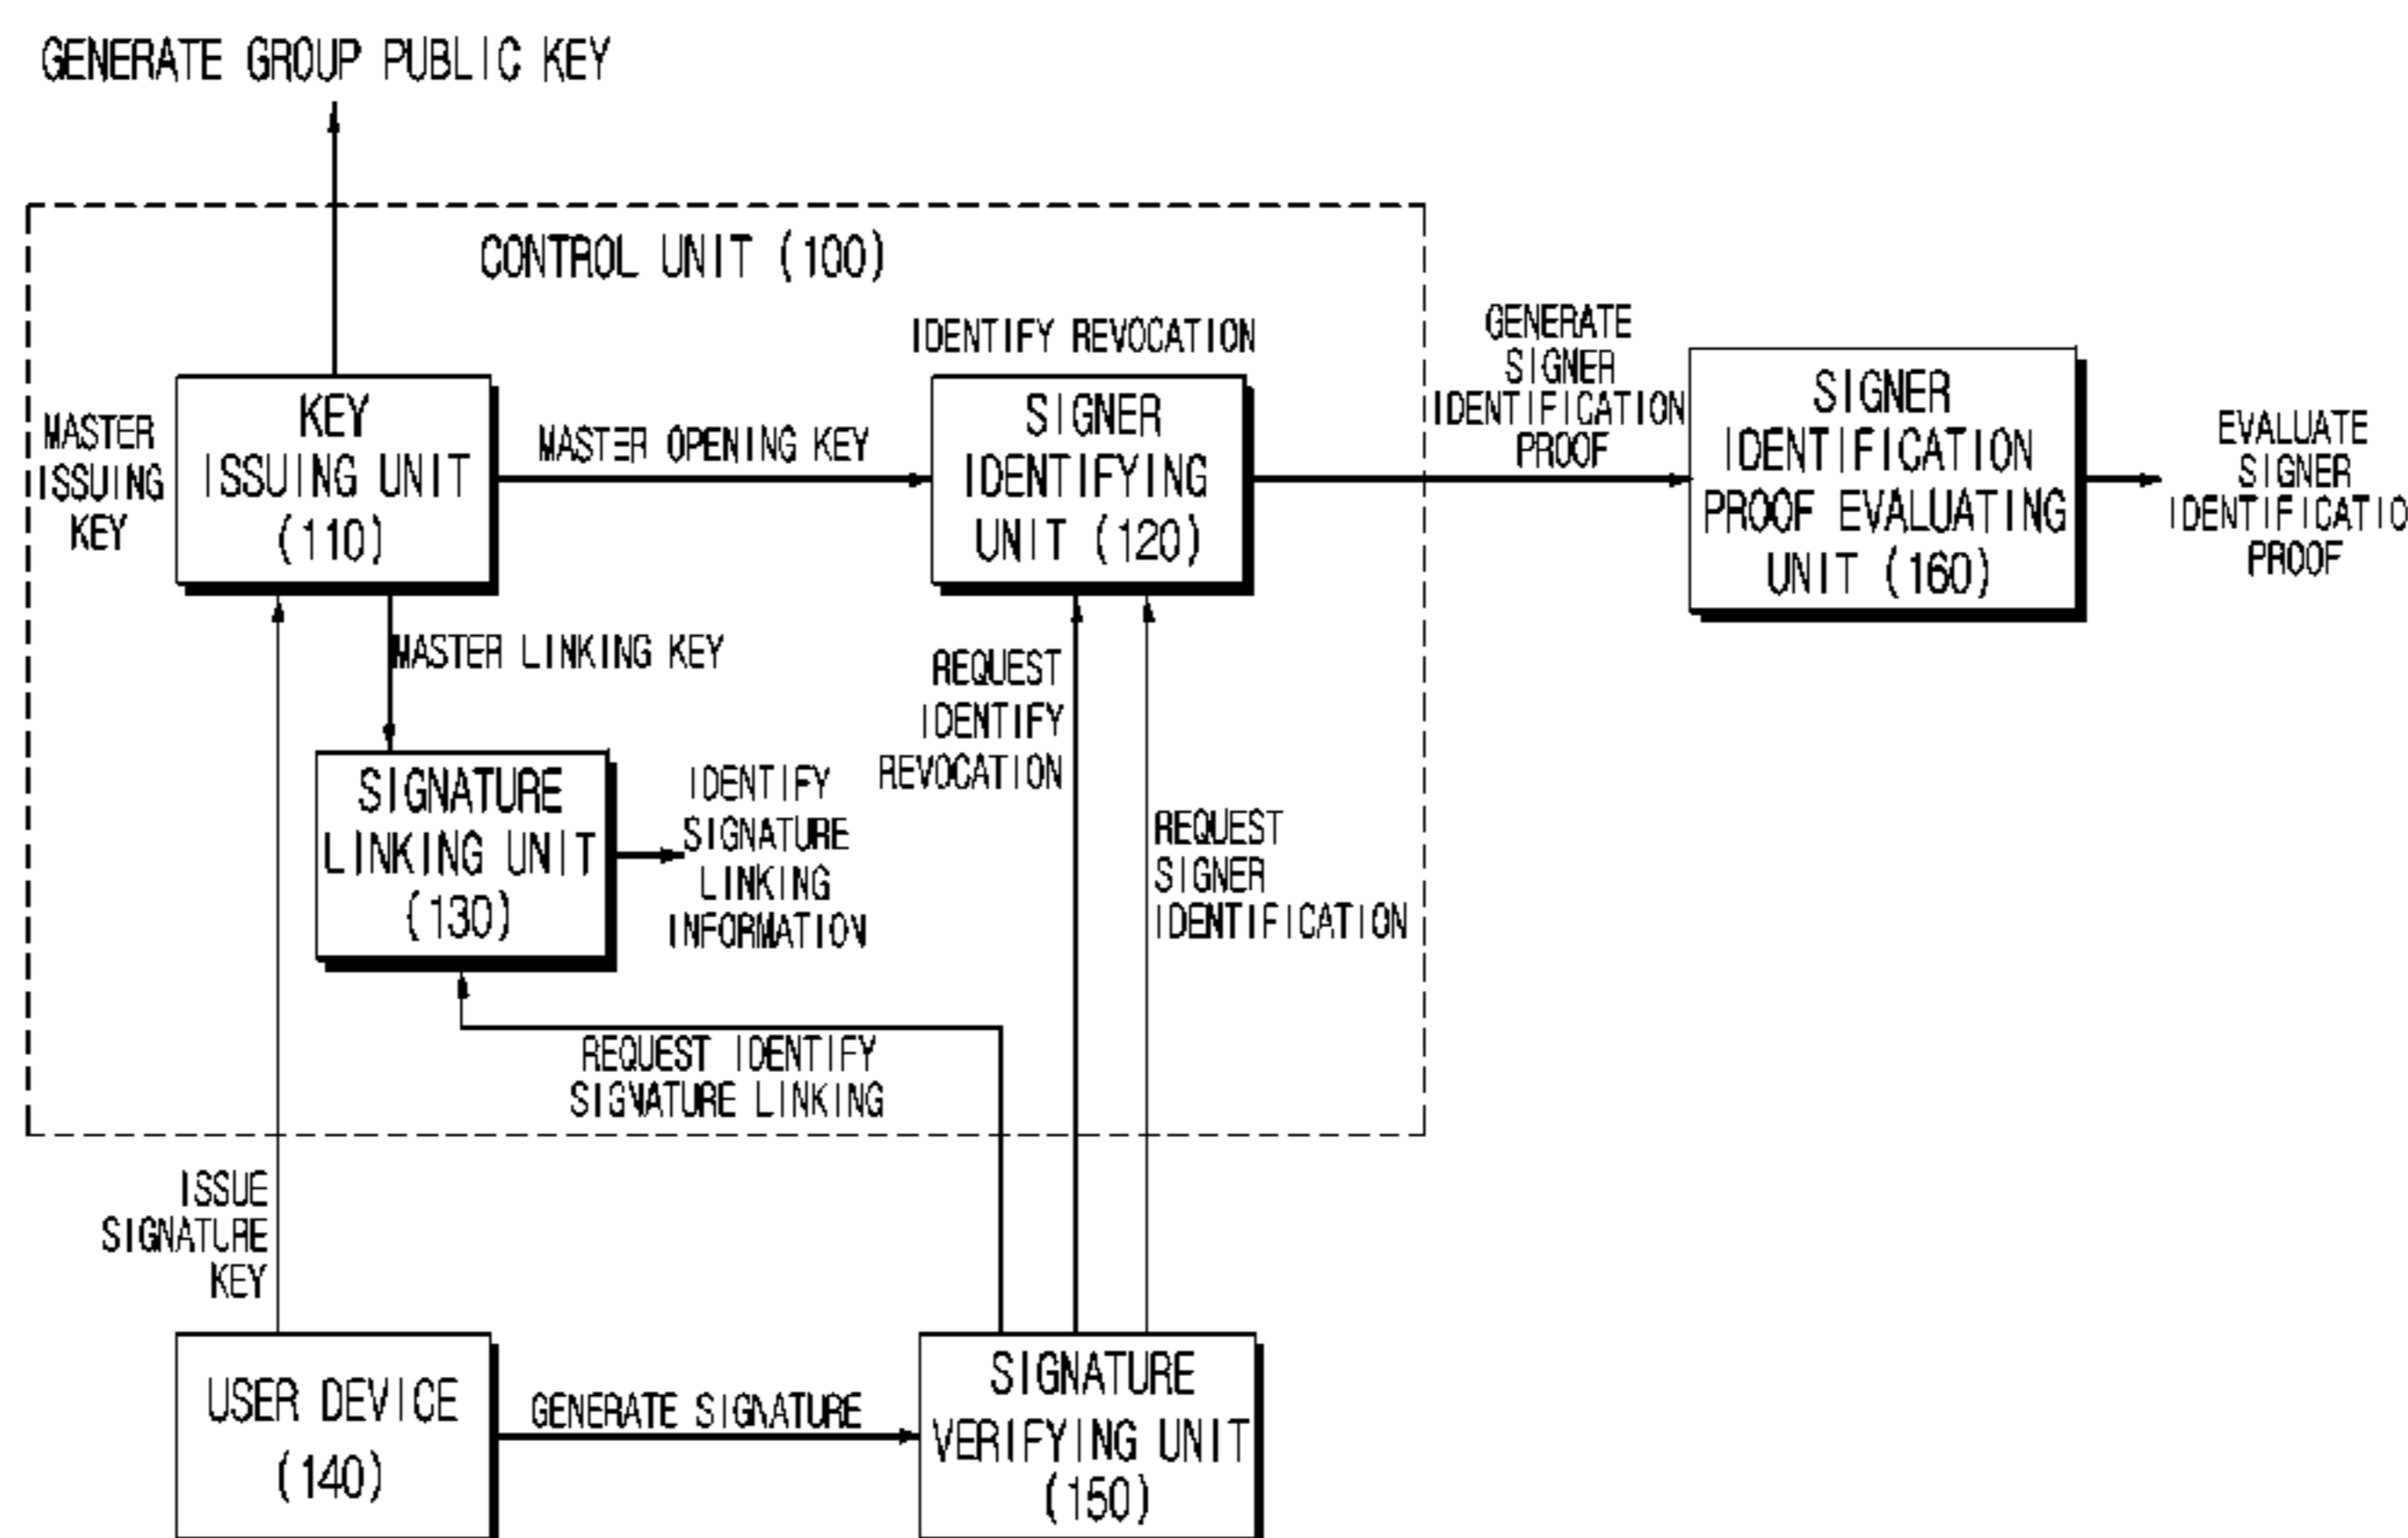 GENERATE GROUP PUBLIC KEY
CONTROL UNIT (100)
MASTER
ISSUING
KEY
KEY
ISSUING UNIT
(110)
MASTER OPENING KEY
IDENTIFY REVOCATION
SIGNER
IDENTIFYING
UNIT (120)
GENERATE
SIGNER
IDENTIFICATION
PROOF
SIGNER
IDENTIFICATION
PROOF EVALUATING
UNIT (160)
EVALUATE
SIGNER
IDENTIFICATIO
PROOF
MASTER LINKING KEY
SIGNATURE
LINKING UNIT
(130)
IDENTIFY
SIGNATURE
LINKING
INFORMATION
REQUEST
IDENTIFY
REVOCATION
REQUEST
SIGNER
IDENTIFICATION
REQUEST IDENTIFY
SIGNATURE LINKING
ISSUE
SIGNATURE
KEY
USER DEVICE
(140)
GENERATE SIGNATURE
SIGNATURE
VERIFYING UNIT
(150)